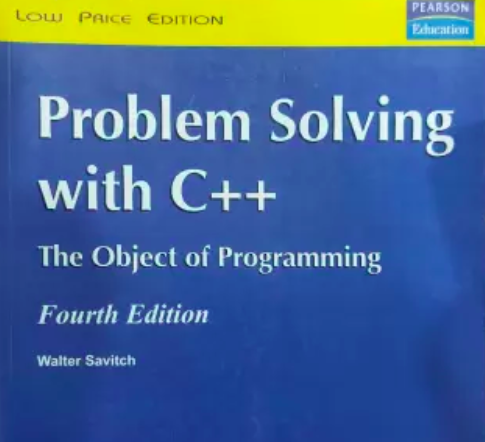 LOW PRICE EDITION
PEARSON
Education
Problem Solving
with C++
The Object of Programming
Fourth Edition
Walter Savitch